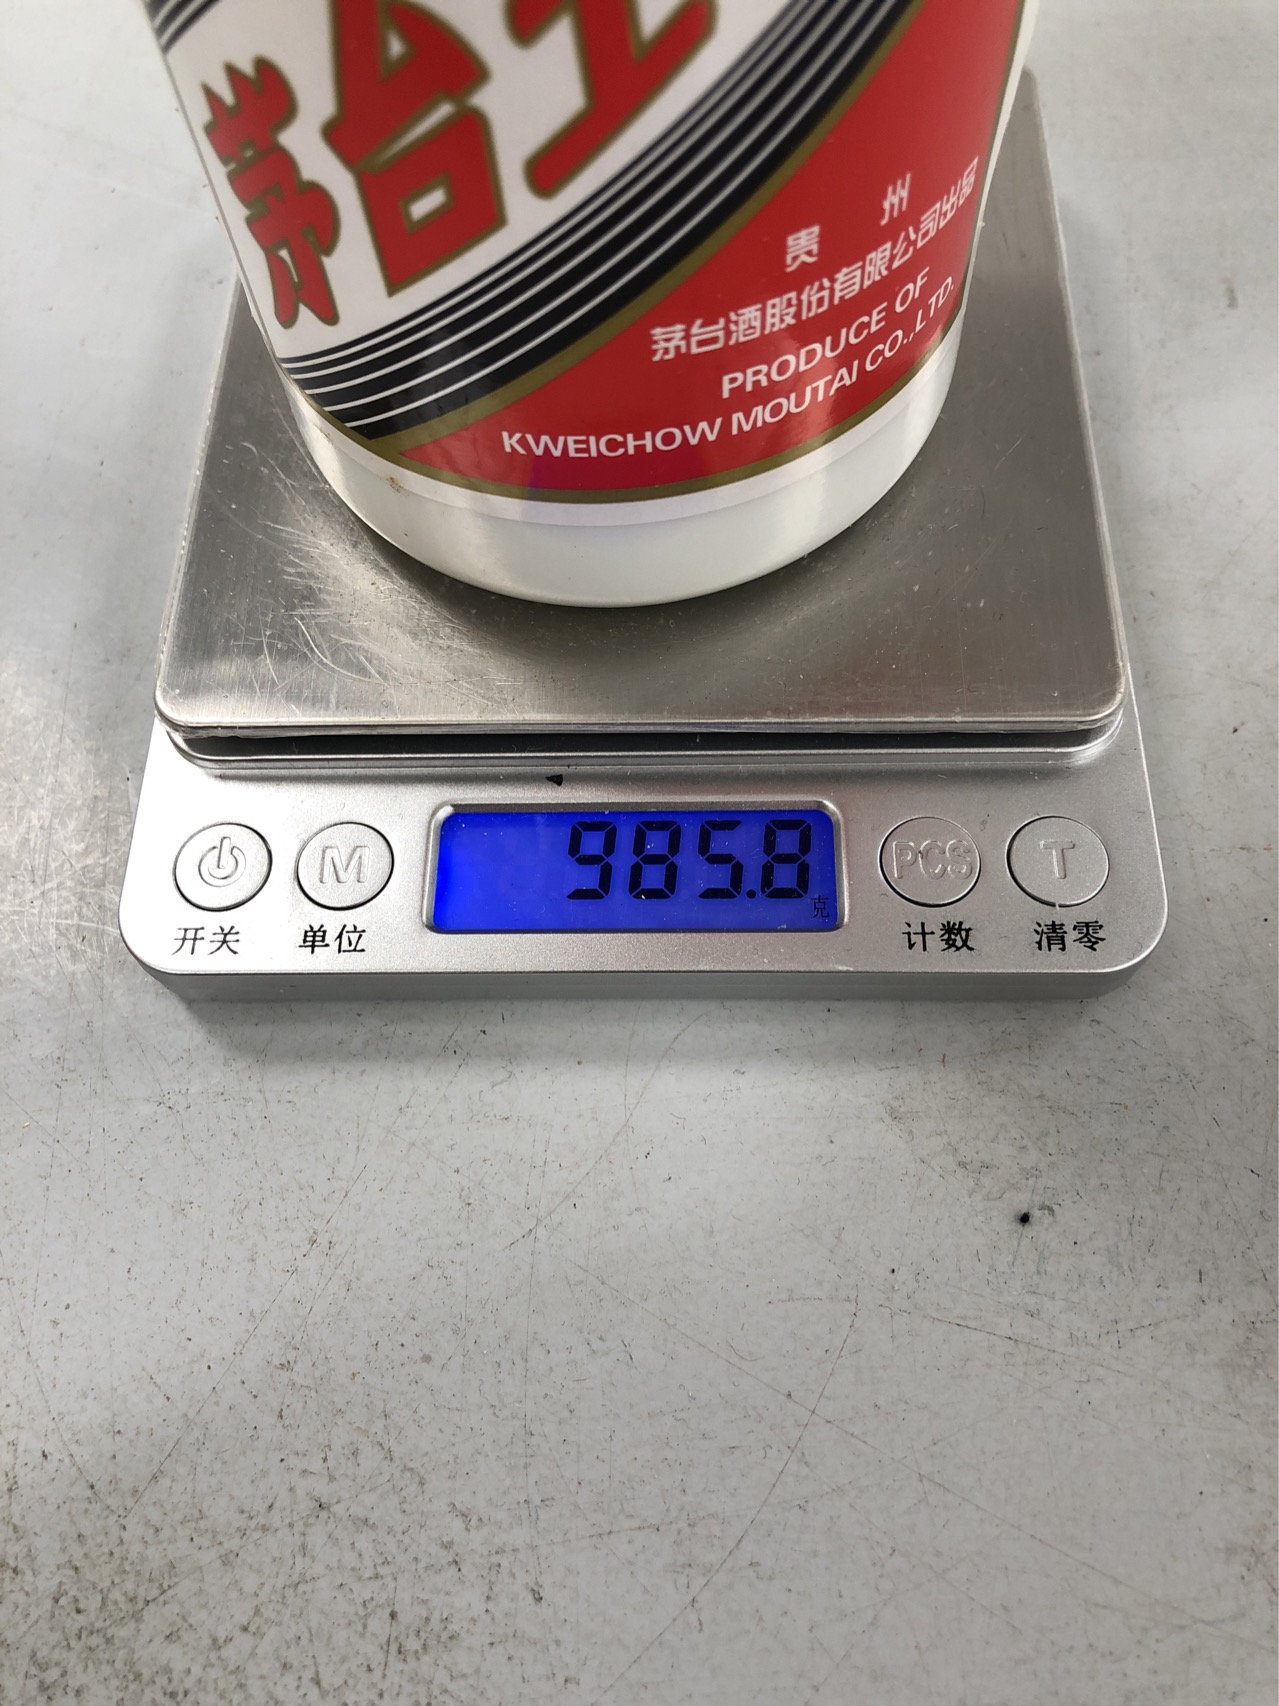 茅台
贵州
茅台酒股份有限公司出品
PRODUCE OF
KWEICHOW MOUTAI CO.,LTD.
985.8
克
M
PCS
T
开关
单位
计数
清零